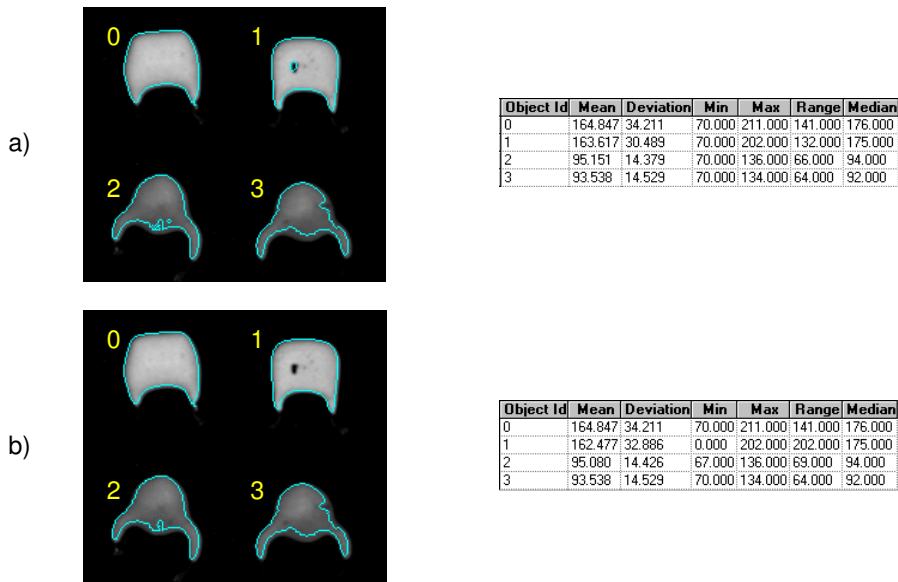 a)
0 1
2 3
Object Id Mean Deviation Min Max Range Median
0 164.847 34.211 70.000 211.000 141.000 176.000
1 163.617 30.489 70.000 202.000 132.000 175.000
2 95.151 14.379 70.000 136.000 66.000 94.000
3 93.538 14.529 70.000 134.000 64.000 92.000
b)
0 1
2 3
Object Id Mean Deviation Min Max Range Median
0 164.847 34.211 70.000 211.000 141.000 176.000
1 162.477 32.886 0.000 202.000 202.000 175.000
2 95.080 14.426 67.000 136.000 69.000 94.000
3 93.538 14.529 70.000 134.000 64.000 92.000